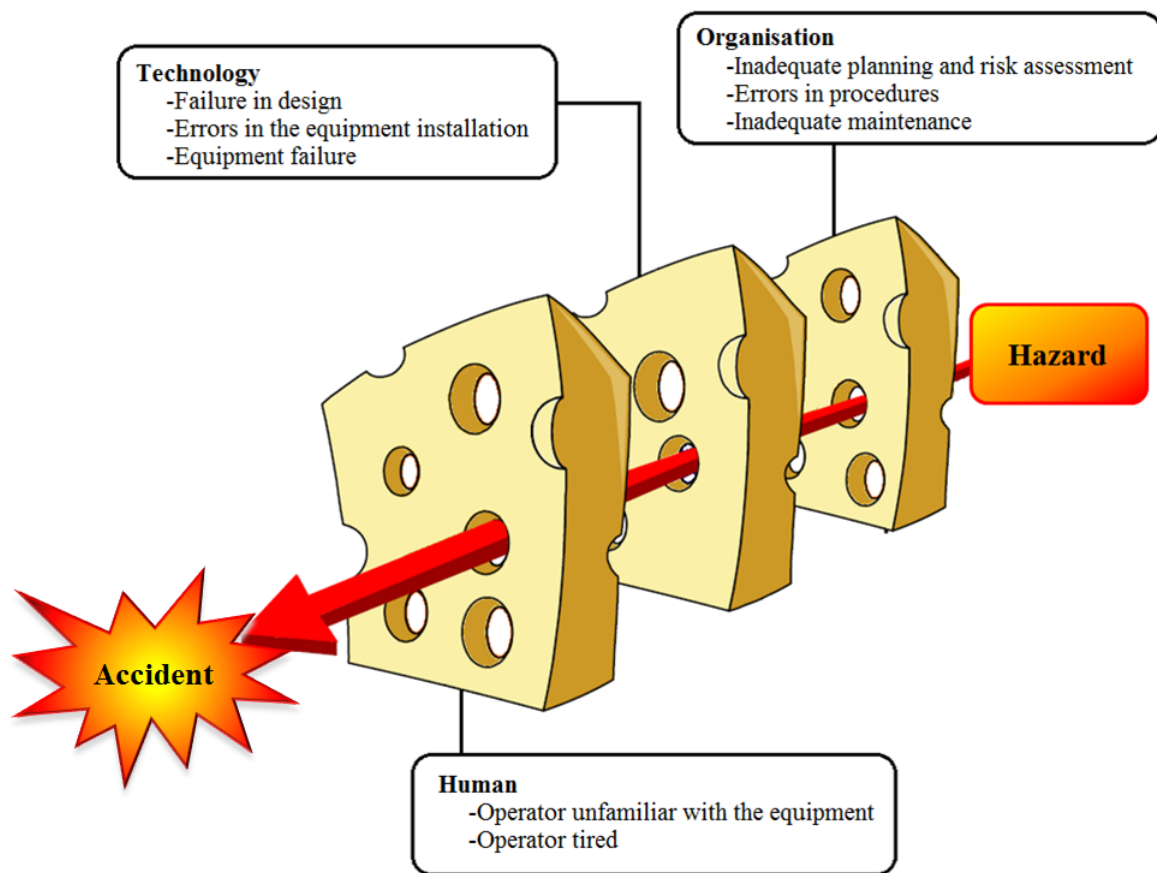 Organisation
-Inadequate planning and risk assessment
-Errors in procedures
-Inadequate maintenance
Technology
-Failure in design
-Errors in the equipment installation
-Equipment failure
Hazard
Accident
Human
-Operator unfamiliar with the equipment
-Operator tired